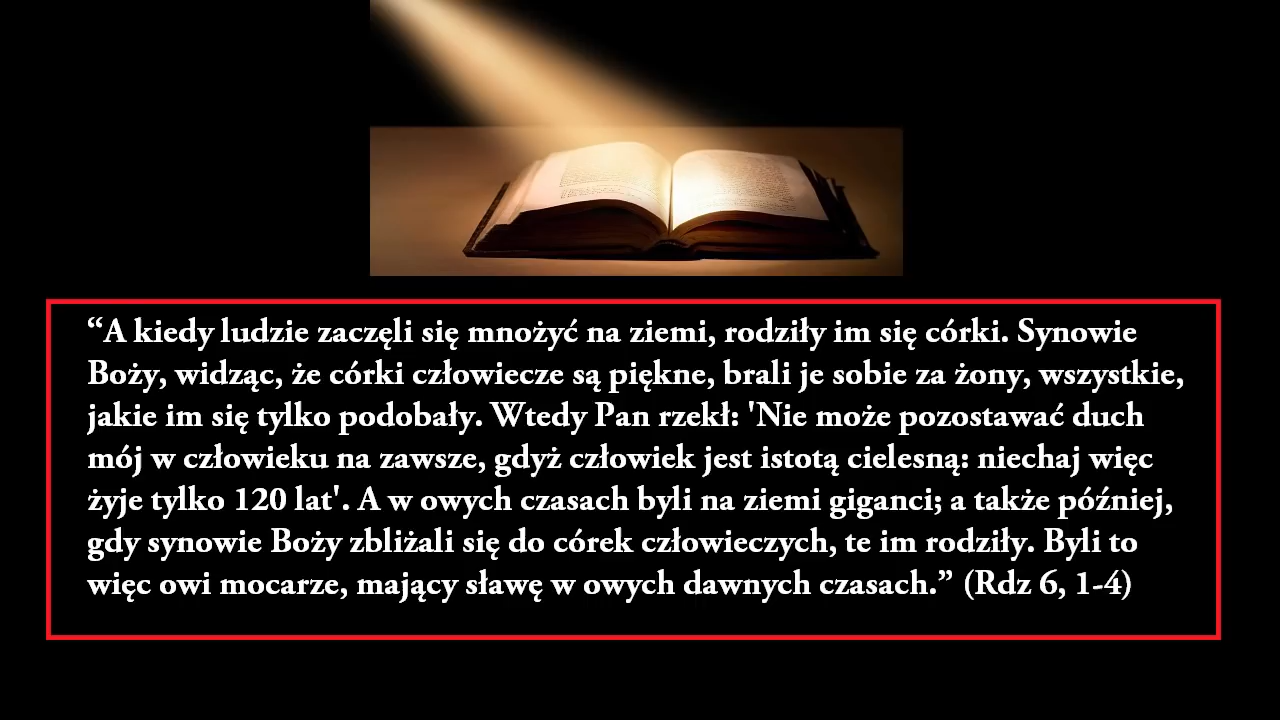 “A kiedy ludzie zaczęli się mnożyć na ziemi, rodziły im się córki. Synowie
Boży, widząc, że córki człowiecze są piękne, brali je sobie za żony, wszystkie,
jakie im się tylko podobały. Wtedy Pan rzekł: 'Nie może pozostawać duch
mój w człowieku na zawsze, gdyż człowiek jest istotą cielesną: niechaj więc
żyje tylko 120 lat'. A w owych czasach byli na ziemi giganci; a także później,
gdy synowie Boży zbliżali się do córek człowieczych, te im rodziły. Byli to
więc owi mocarze, mający sławę w owych dawnych czasach.” (Rdz 6, 1-4)